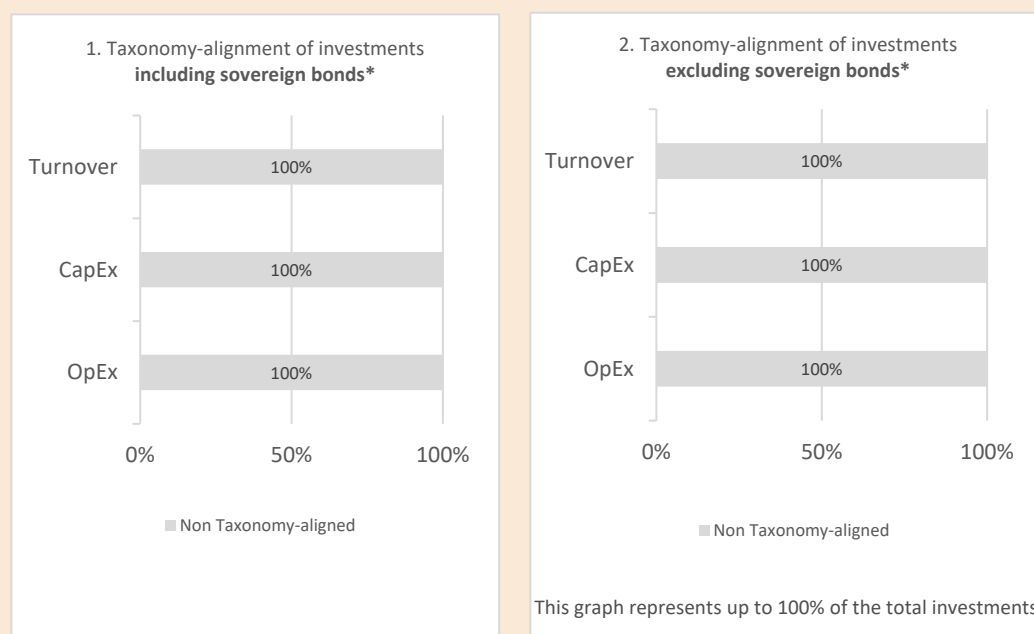 1. Taxonomy-alignment of investments
including sovereign bonds*
Turnover
100%
CapEx
100%
OpEx
100%
0%
50%
100%
Non Taxonomy-aligned
2. Taxonomy-alignment of investments
excluding sovereign bonds*
Turnover
100%
CapEx
100%
OpEx
100%
0%
50%
100%
Non Taxonomy-aligned
This graph represents up to 100% of the total investments